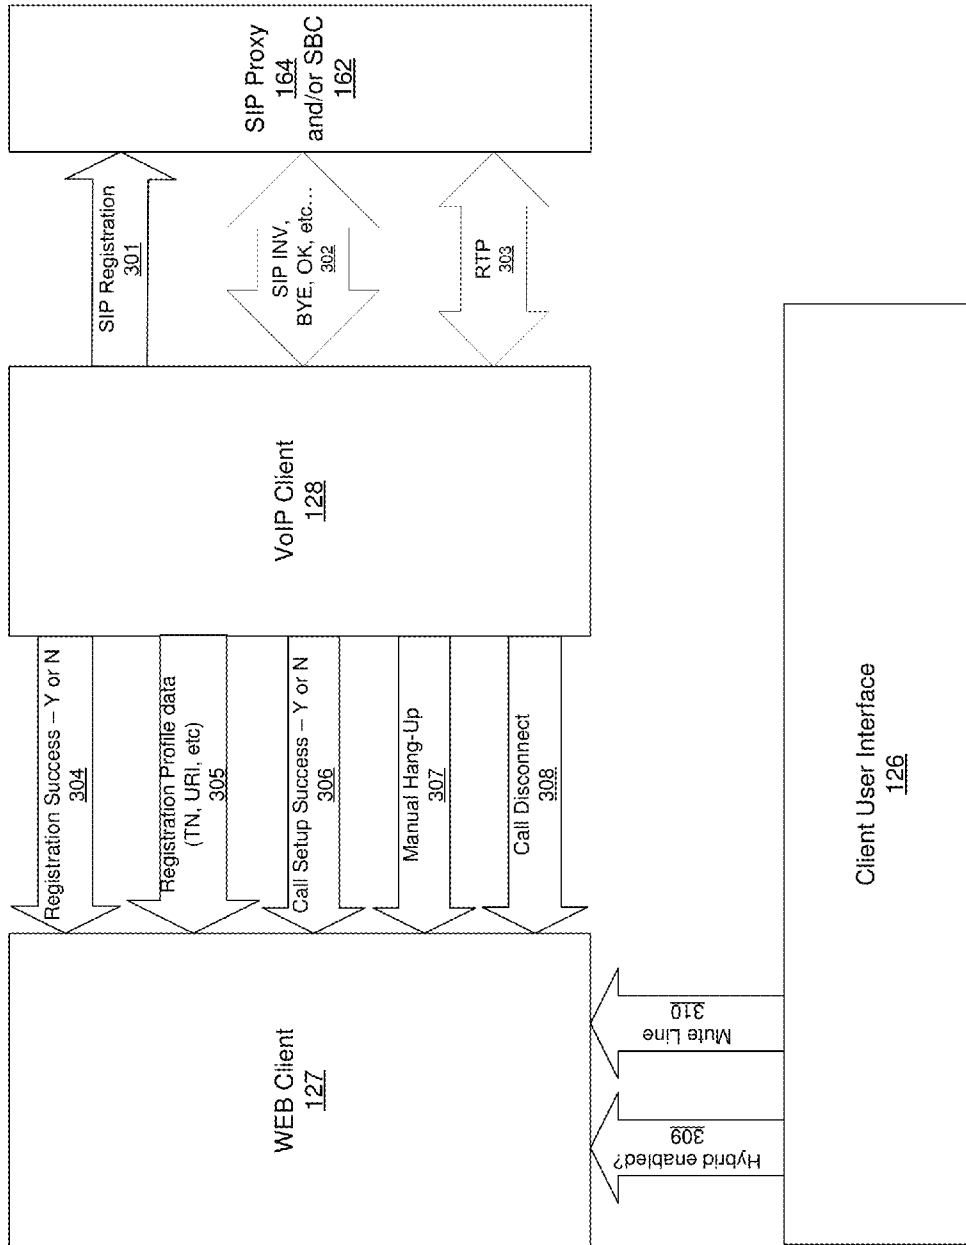 WEB Client
127
Registration Success – Y or N
304
Registration Profile data
(TN, URI, etc)
305
Call Setup Success – Y or N
306
Manual Hang-Up
307
Call Disconnect
308
VoIP Client
128
SIP Registration
301
SIP INV,
BYE, OK, etc…
302
RTP
303
SIP Proxy
164
and/or SBC
162
Hybrid enabled?
309
Mute Line
310
Client User Interface
126